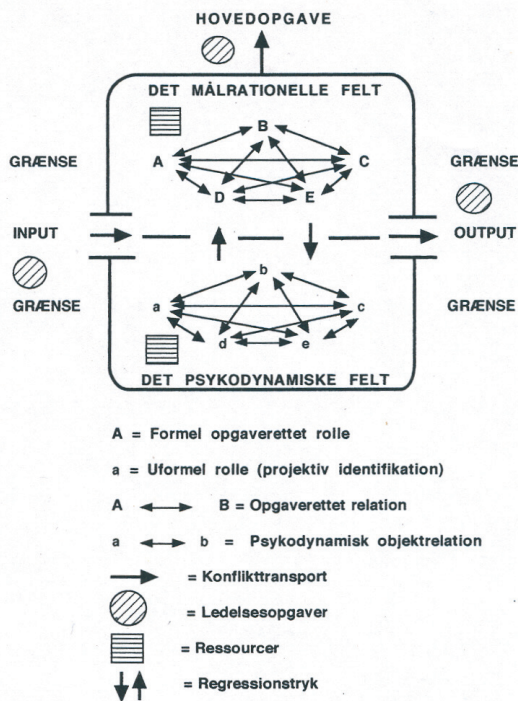 HOVEDOPGAVE
DET MÅLRATIONELLE FELT
B
GRÆNSE A C GRÆNSE
D E
INPUT OUTPUT
b
GRÆNSE a c GRÆNSE
d e
DET PSYKODYNAMISKE FELT
A = Formel opgaverettet rolle
a = Uformel rolle (projektiv identifikation)
A B = Opgaverettet relation
a b = Psykodynamisk objektrelation
= Konflikttransport
= Ledelsesopgaver
= Ressourcer
= Regressionstryk